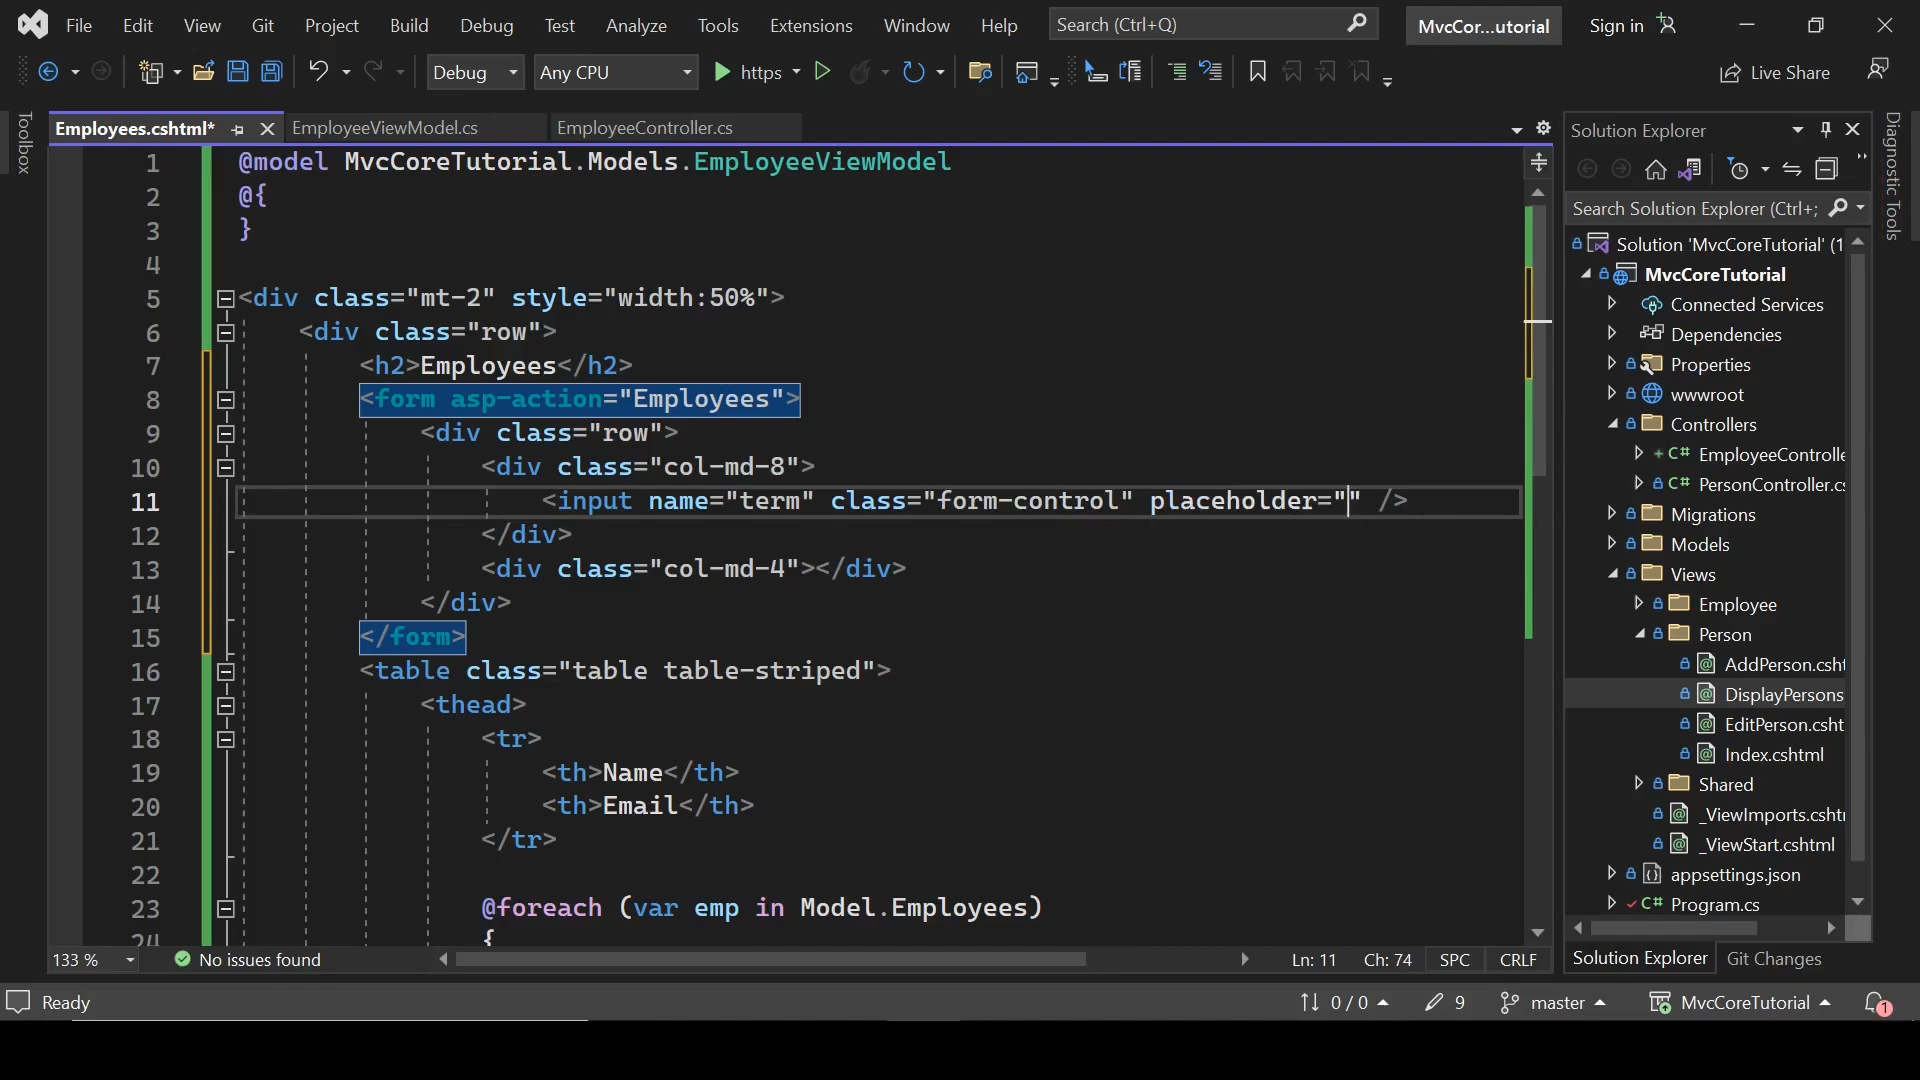 File Edit View Git Project Build Debug Test Analyze Tools Extensions Window Help Search (Ctrl+Q) MvcCor...utorial Sign in
Debug Any CPU https Live Share
Toolbox
Employees.cshtml* EmployeeViewModel.cs EmployeeController.cs
1 @model MvcCoreTutorial.Models.EmployeeViewModel
2 @{
3 }
4
5 <div class="mt-2" style="width:50%">
6 <div class="row">
7 <h2>Employees</h2>
8 <form asp-action="Employees">
9 <div class="row">
10 <div class="col-md-8">
11 <input name="term" class="form-control" placeholder="" />
12 </div>
13 <div class="col-md-4"></div>
14 </div>
15 </form>
16 <table class="table table-striped">
17 <thead>
18 <tr>
19 <th>Name</th>
20 <th>Email</th>
21 </tr>
22
23 @foreach (var emp in Model.Employees)
24 {
133 % No issues found Ln: 11 Ch: 74 SPC CRLF
Solution Explorer
Search Solution Explorer (Ctrl+;
Solution 'MvcCoreTutorial' (1
MvcCoreTutorial
Connected Services
Dependencies
Properties
wwwroot
Controllers
C# EmployeeControlle
C# PersonController.cs
Migrations
Models
Views
Employee
Person
AddPerson.csht
DisplayPersons
EditPerson.csht
Index.cshtml
Shared
_ViewImports.cshtm
_ViewStart.cshtml
appsettings.json
C# Program.cs
Solution Explorer Git Changes
Diagnostic Tools
Ready 0 / 0 9 master MvcCoreTutorial 1